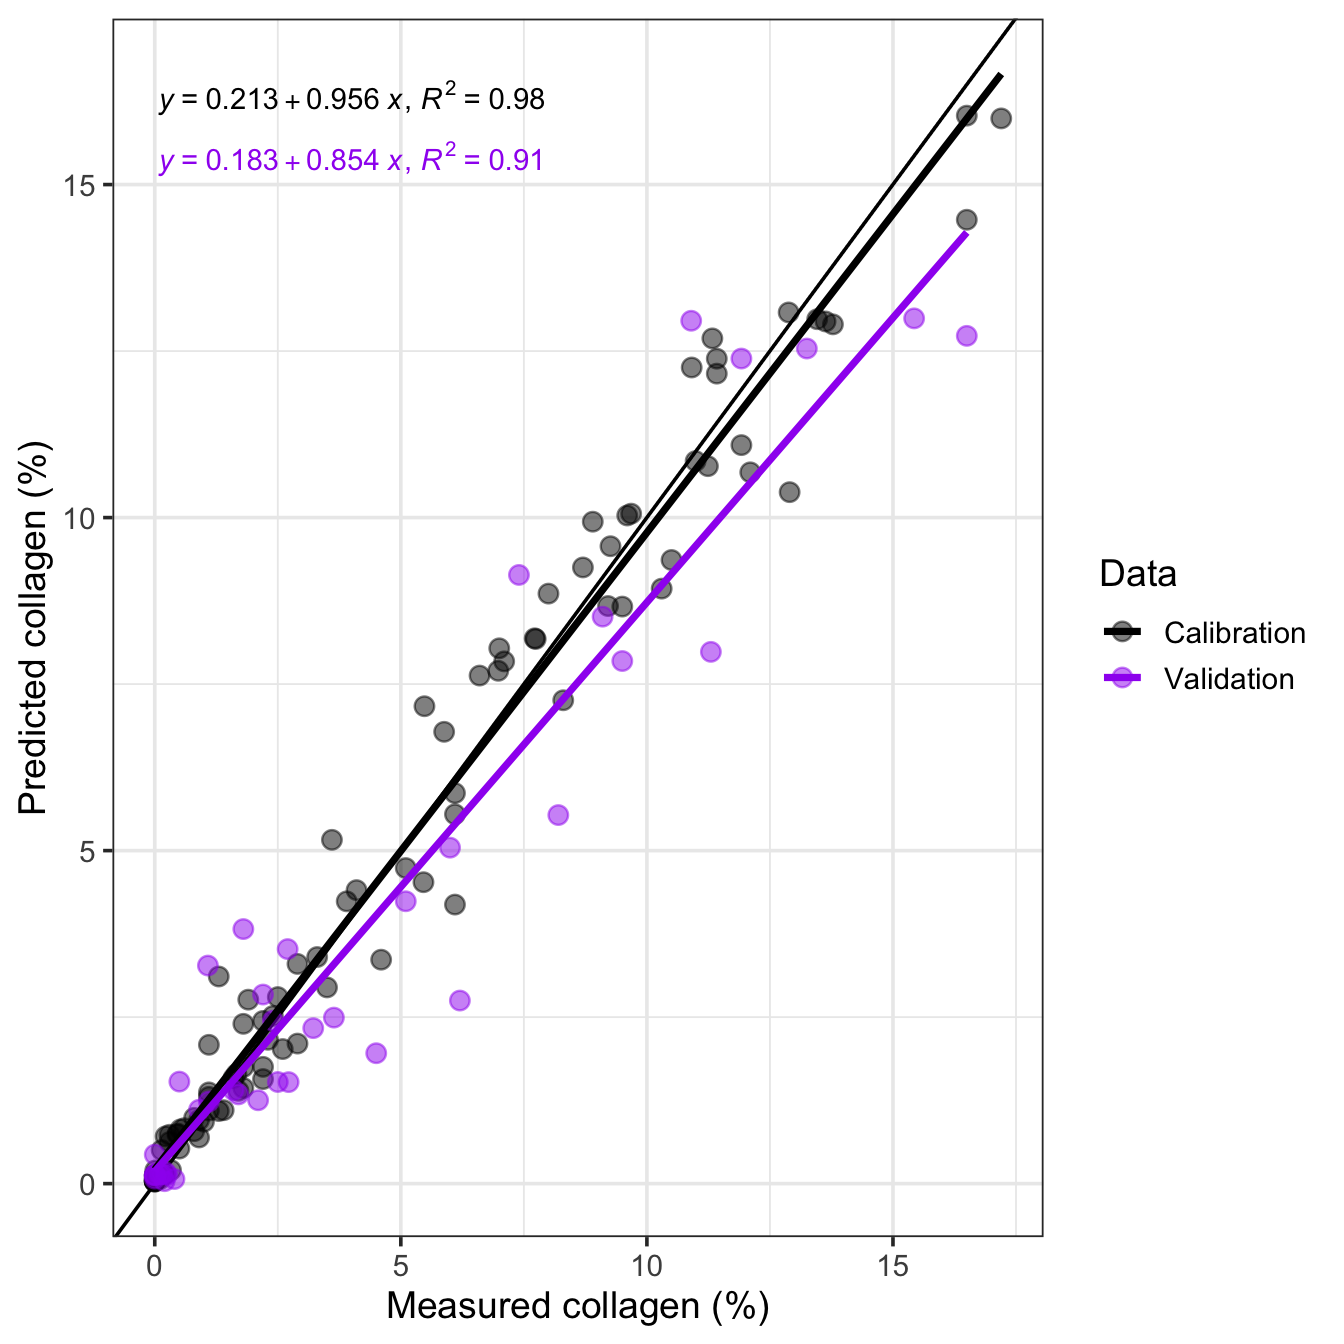 y = 0.213 + 0.956 x, R² = 0.98
y = 0.183 + 0.854 x, R² = 0.91
15
10
5
0
0 5 10 15
Predicted collagen (%)
Measured collagen (%)
Data
Calibration
Validation